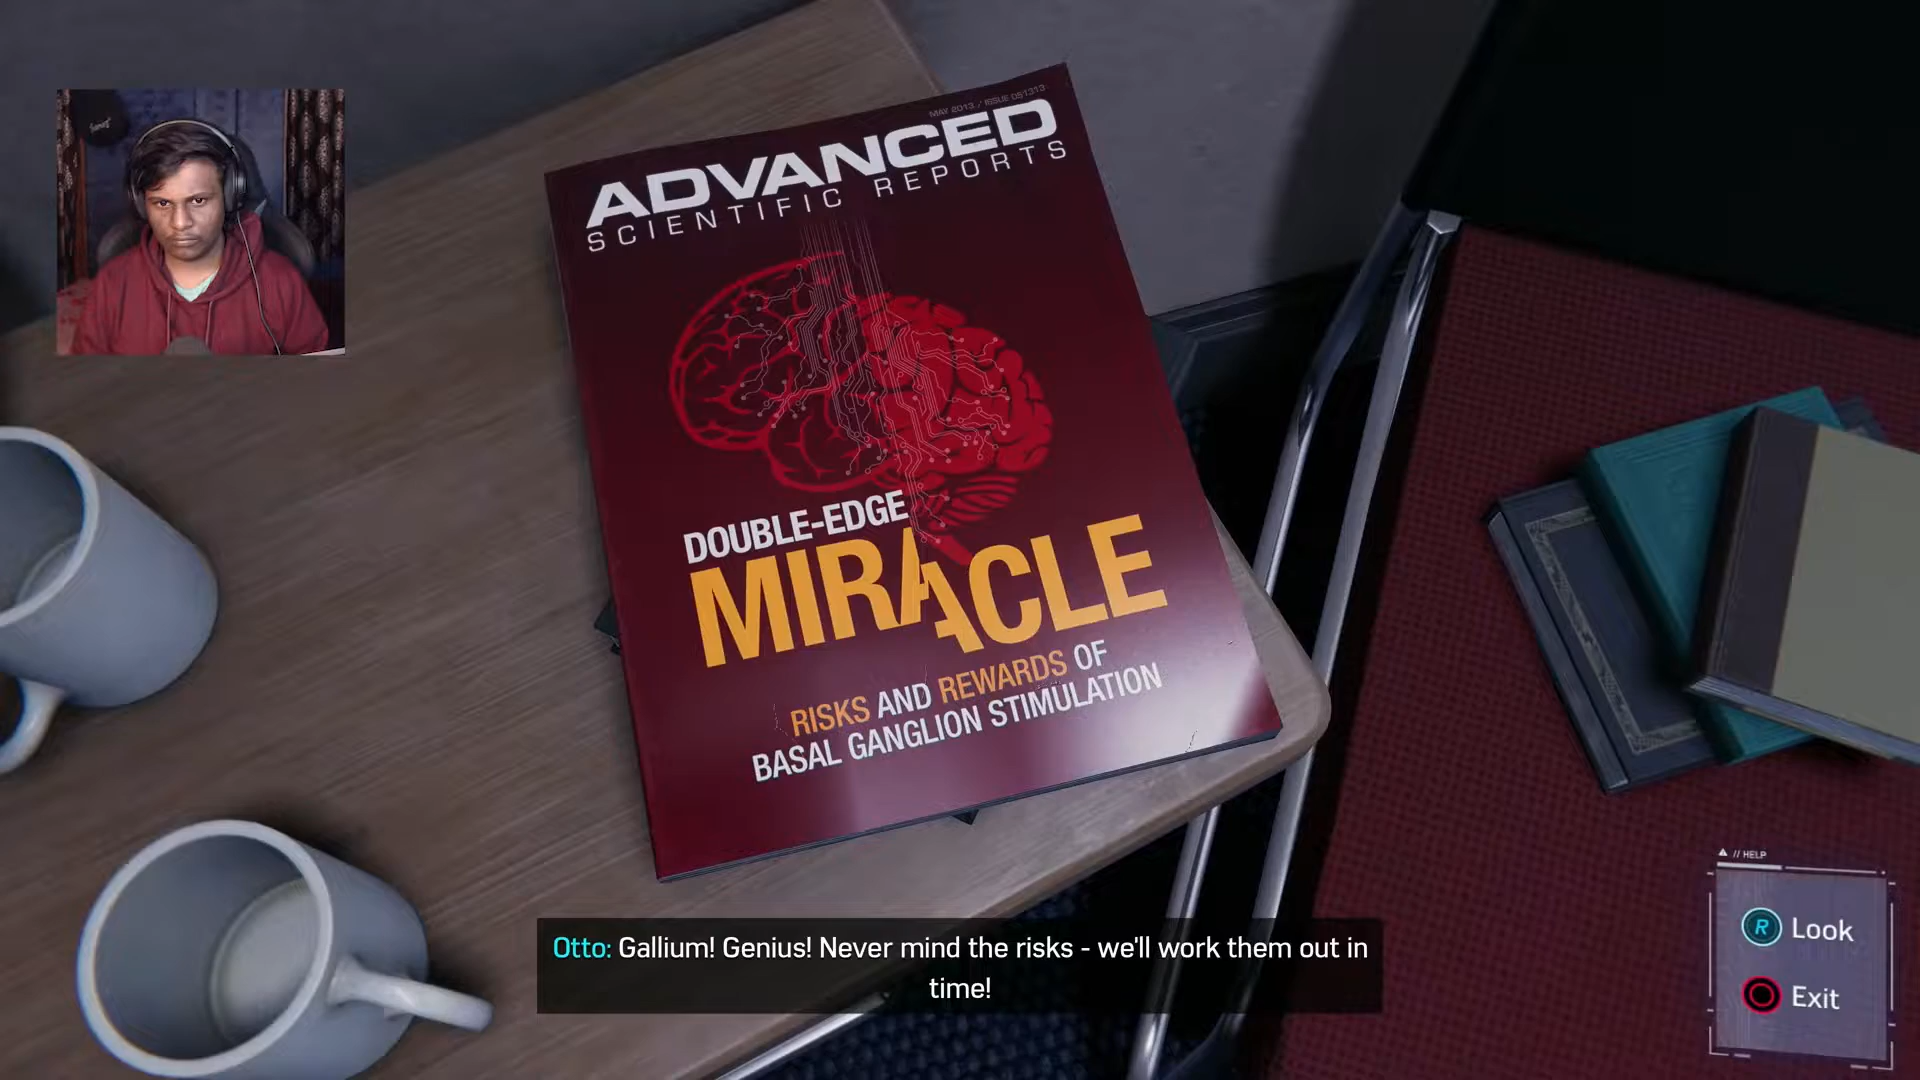 MAY 2013 / ISSUE 051313
ADVANCED
SCIENTIFIC REPORTS
DOUBLE-EDGE
MIRACLE
RISKS AND REWARDS OF
BASAL GANGLION STIMULATION
// HELP
R Look
Exit
Otto: Gallium! Genius! Never mind the risks - we'll work them out in
time!